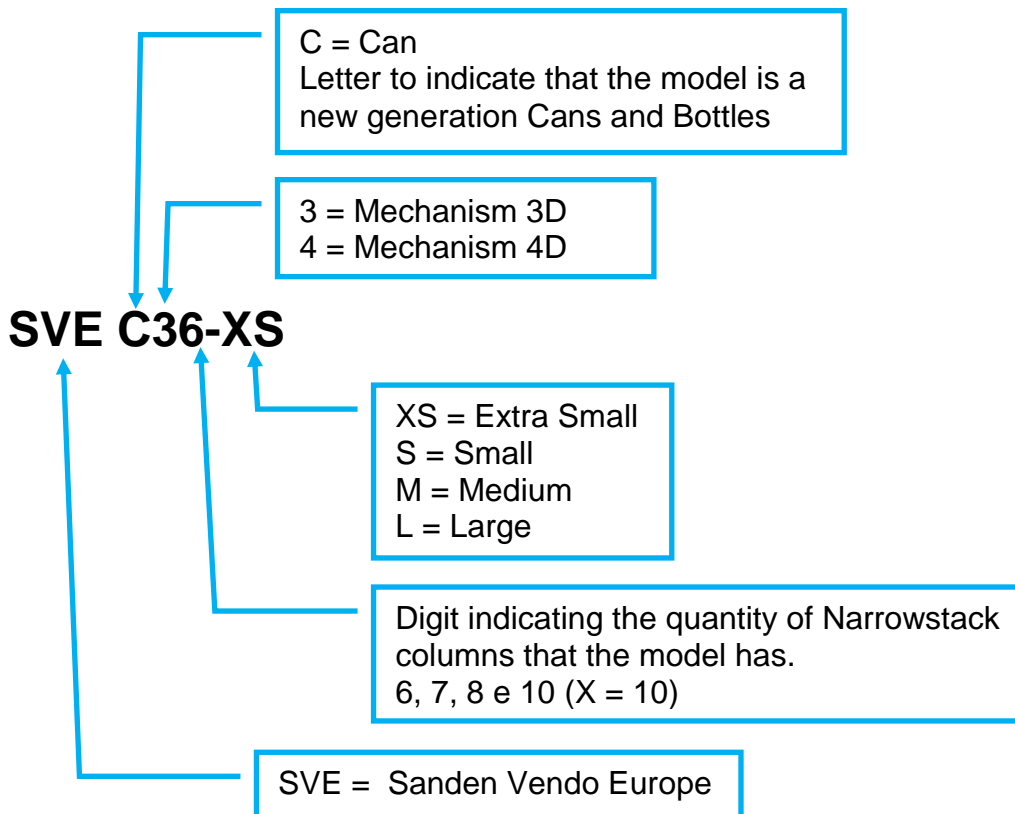 C = Can
Letter to indicate that the model is a
new generation Cans and Bottles
3 = Mechanism 3D
4 = Mechanism 4D
SVE C36-XS
XS = Extra Small
S = Small
M = Medium
L = Large
Digit indicating the quantity of Narrowstack
columns that the model has.
6, 7, 8 e 10 (X = 10)
SVE = Sanden Vendo Europe